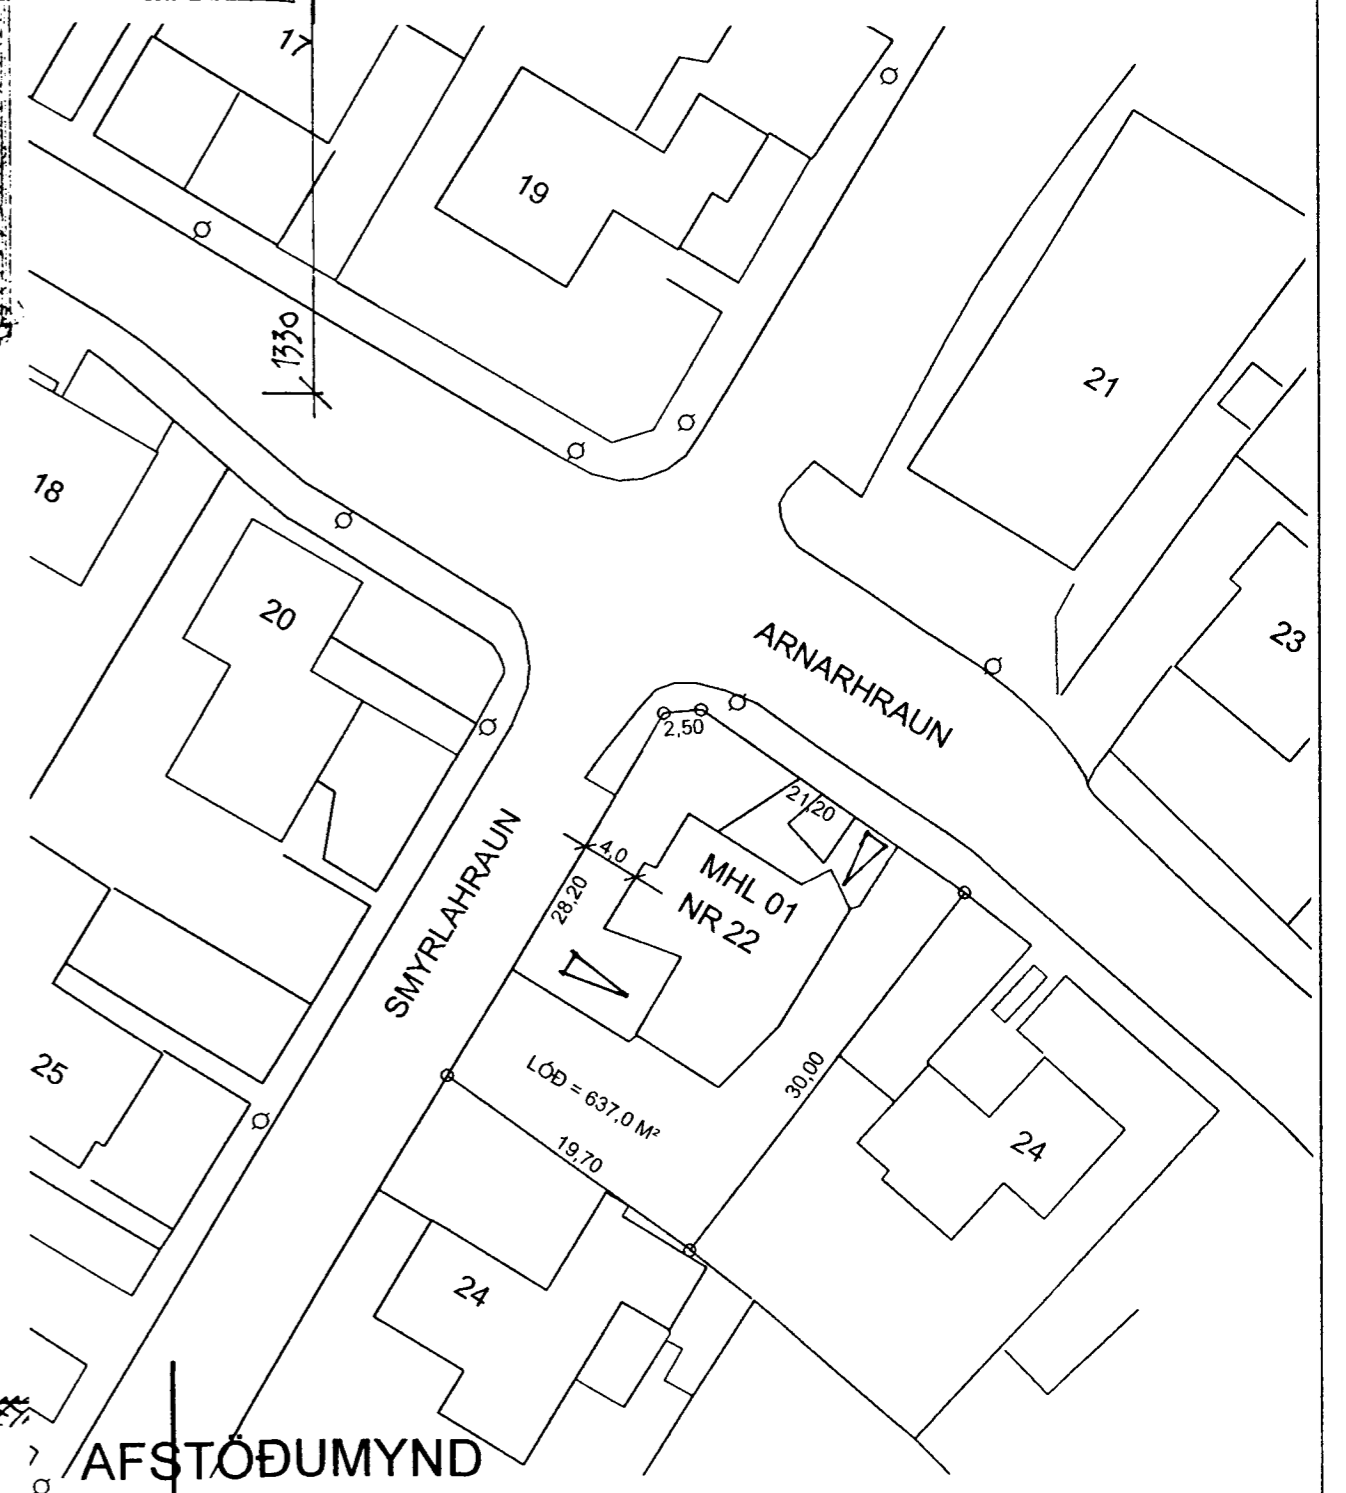 17
19
1330
21
18
20
23
ARNARHRAUN
2,50
21,20
4,0
MHL 01
NR 22
28,20
SMYRLAHRAUN
30,00
LÓÐ = 637,0 M²
25
19,70
24
24
AFSTÖÐUMYND